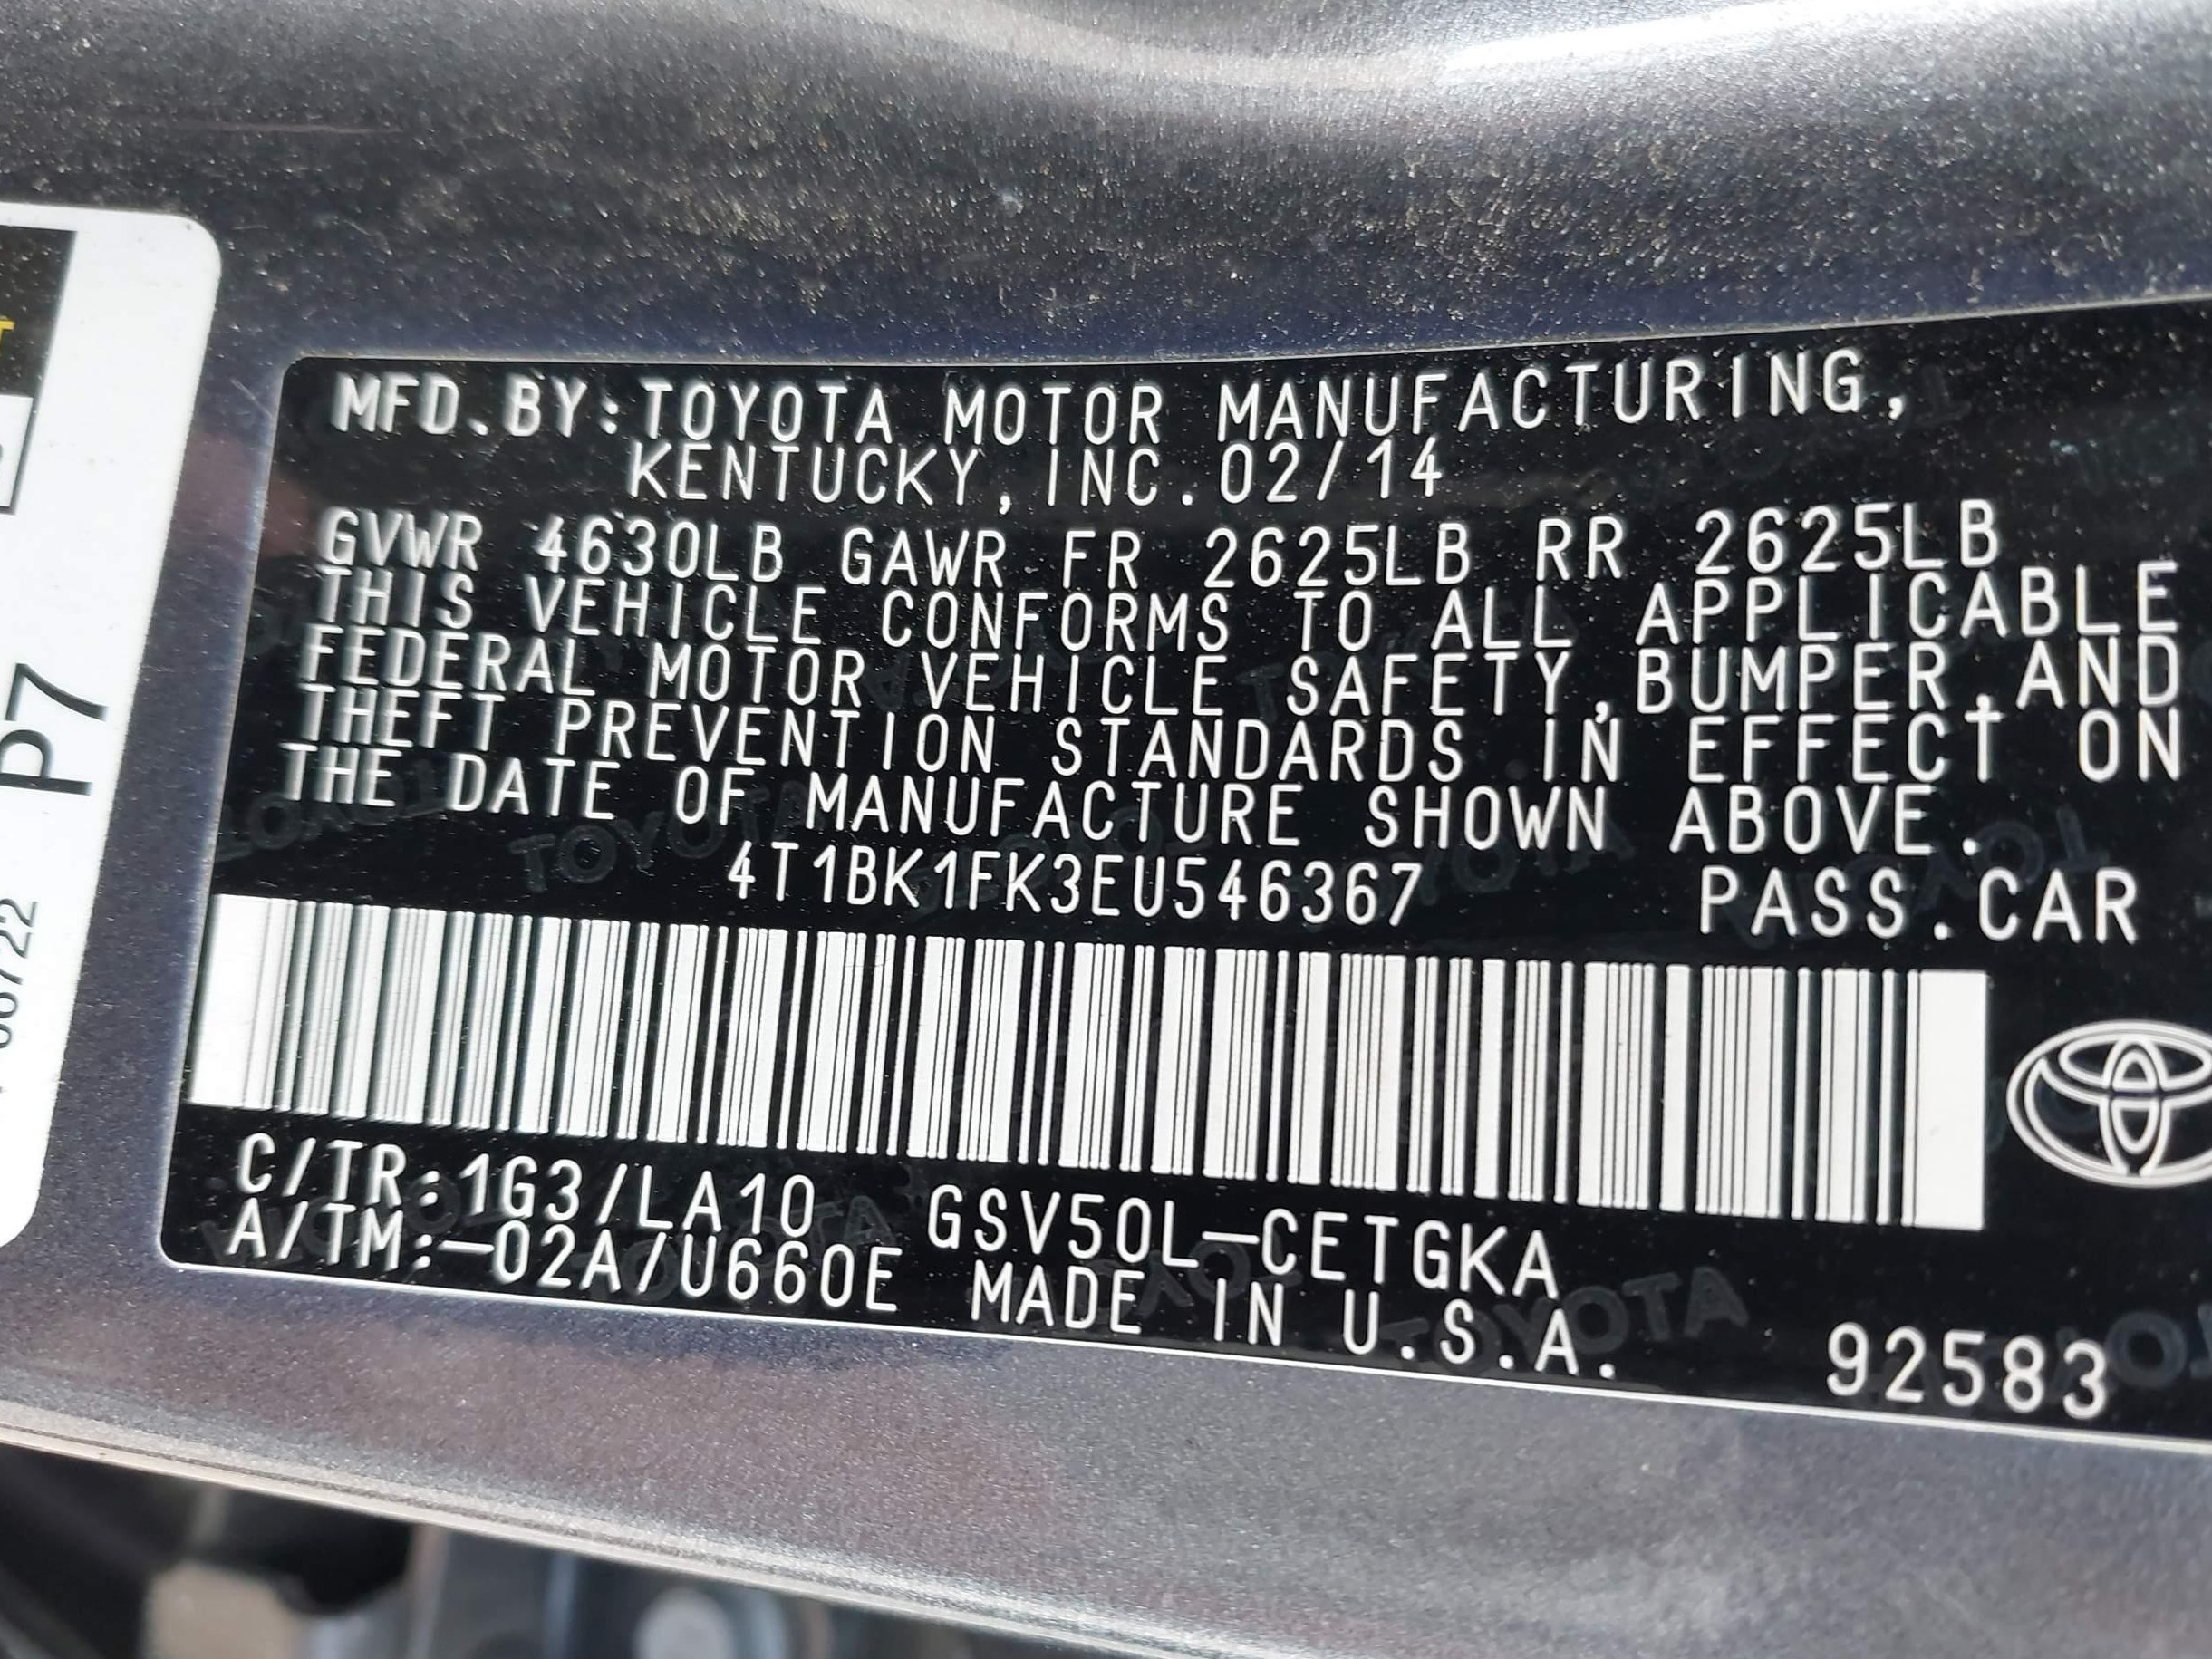 MFD.BY:TOYOTA MOTOR MANUFACTURING,
KENTUCKY,INC.02/14
GVWR 4630LB GAWR FR 2625LB RR 2625LB
THIS VEHICLE CONFORMS TO ALL APPLICABLE
FEDERAL MOTOR VEHICLE SAFETY,BUMPER,AND
THEFT PREVENTION STANDARDS IN EFFECT ON
THE DATE OF MANUFACTURE SHOWN ABOVE.
4T1BK1FK3EU546367 PASS.CAR
C/TR:1G3/LA10 GSV50L-CETGKA
A/TM:-02A/U660E MADE IN U.S.A.
92583
P7